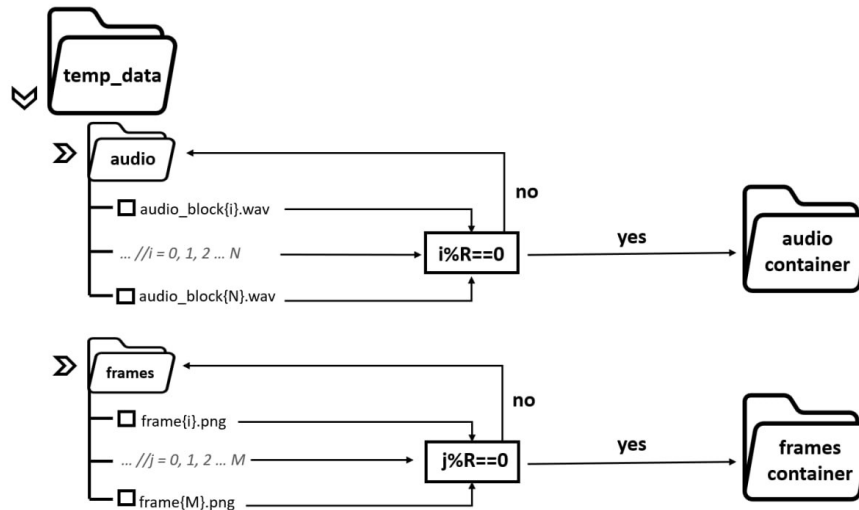 temp_data
audio
no
audio_block{i}.wav
yes
... //i = 0, 1, 2 ... N
i%R==0
audio
container
audio_block{N}.wav
frames
no
frame{i}.png
yes
... //j = 0, 1, 2 ... M
j%R==0
frames
container
frame{M}.png